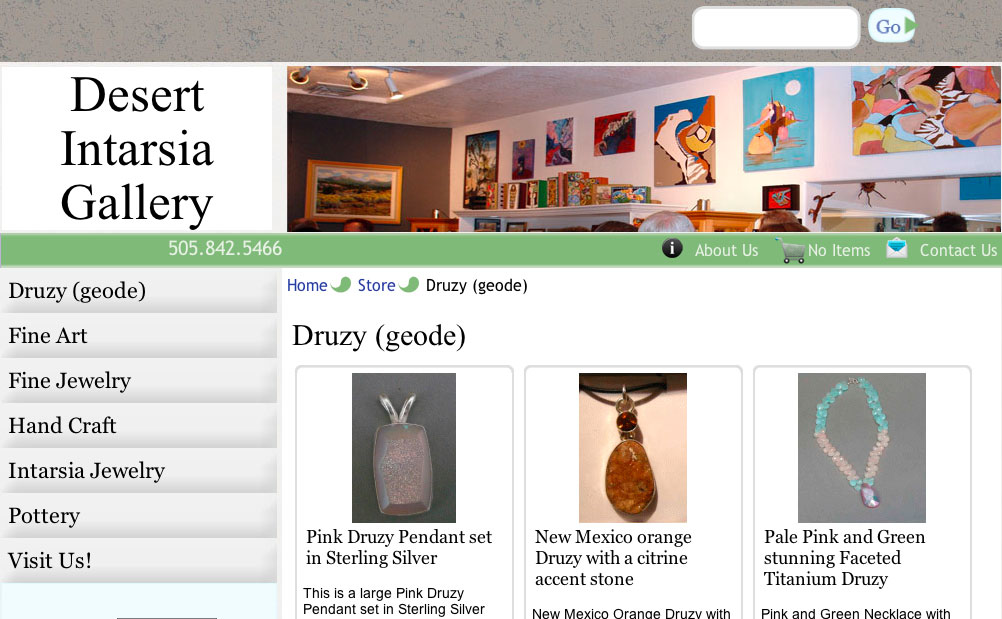 Go
Desert
Intarsia
Gallery
505.842.5466
About Us
No Items
Contact Us
Druzy (geode)
Fine Art
Fine Jewelry
Hand Craft
Intarsia Jewelry
Pottery
Visit Us!
Home Store Druzy (geode)
Druzy (geode)
Pink Druzy Pendant set
in Sterling Silver
This is a large Pink Druzy
Pendant set in Sterling Silver
New Mexico orange
Druzy with a citrine
accent stone
New Mexico Orange Druzy with
Pale Pink and Green
stunning Faceted
Titanium Druzy
Pink and Green Necklace with